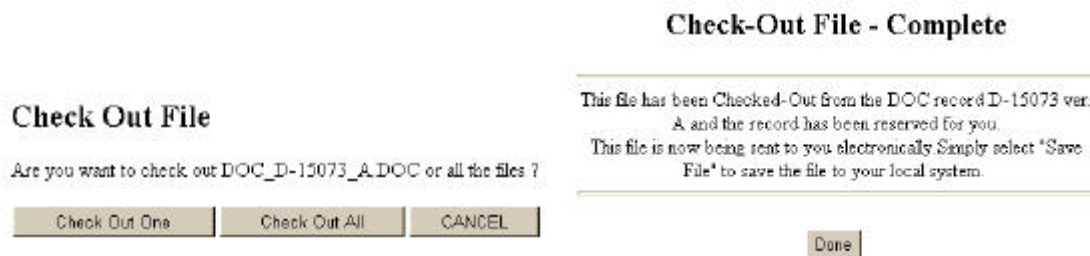 Check Out File
Are you want to check out DOC_D-15073_A.DOC or all the files ?
Check Out One
Check Out All
CANCEL
Check-Out File - Complete
This file has been Checked-Out from the DOC record D-15073 ver.
A and the record has been reserved for you.
This file is now being sent to you electronically. Simply select "Save
File" to save the file to your local system.
Done